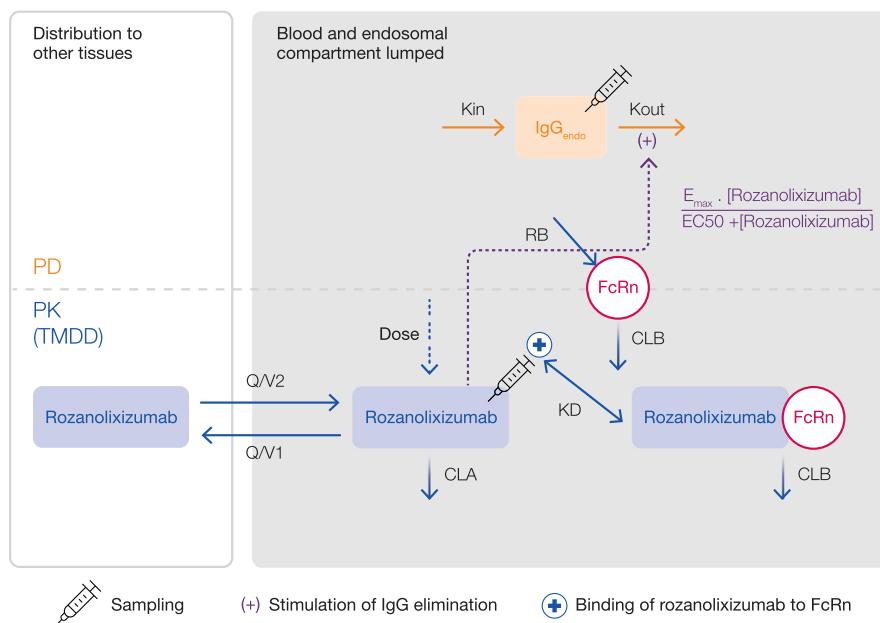 Distribution to
other tissues
Blood and endosomal
compartment lumped
Kin
IgGendo
Kout
(+)
Emax . [Rozanolixizumab]
EC50 +[Rozanolixizumab]
RB
PD
FcRn
PK
(TMDD)
Dose
CLB
Q/V2
Rozanolixizumab
Rozanolixizumab
KD
Rozanolixizumab
FcRn
Q/V1
CLA
CLB
Sampling
(+) Stimulation of IgG elimination
Binding of rozanolixizumab to FcRn